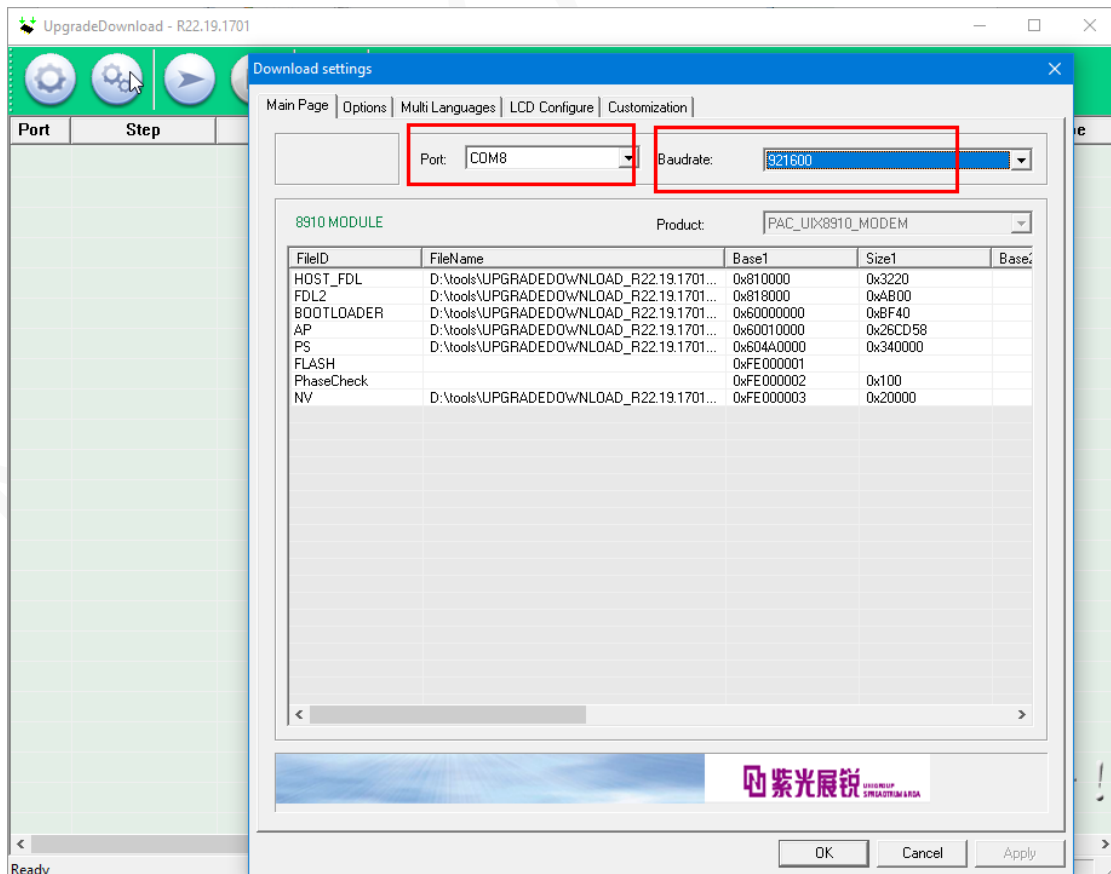 UpgradeDownload - R22.19.1701
Download settings
Main Page Options Multi Languages LCD Configure Customization
Port Step
Port: COM8 Baudrate: 921600
8910 MODULE Product: PAC_UIX8910_MODEM
FileID FileName Base1 Size1 Base2
HOST_FDL D:\tools\UPGRADEDOWNLOAD_R22.19.1701... 0x810000 0x3220
FDL2 D:\tools\UPGRADEDOWNLOAD_R22.19.1701... 0x818000 0xAB00
BOOTLOADER D:\tools\UPGRADEDOWNLOAD_R22.19.1701... 0x60000000 0xBF40
AP D:\tools\UPGRADEDOWNLOAD_R22.19.1701... 0x60010000 0x26CD58
PS D:\tools\UPGRADEDOWNLOAD_R22.19.1701... 0x604A0000 0x340000
FLASH 0xFE000001
PhaseCheck 0xFE000002 0x100
NV D:\tools\UPGRADEDOWNLOAD_R22.19.1701... 0xFE000003 0x20000
紫光展锐 UNIGROUP
SPREADTRUM & RDA
OK Cancel Apply
Ready